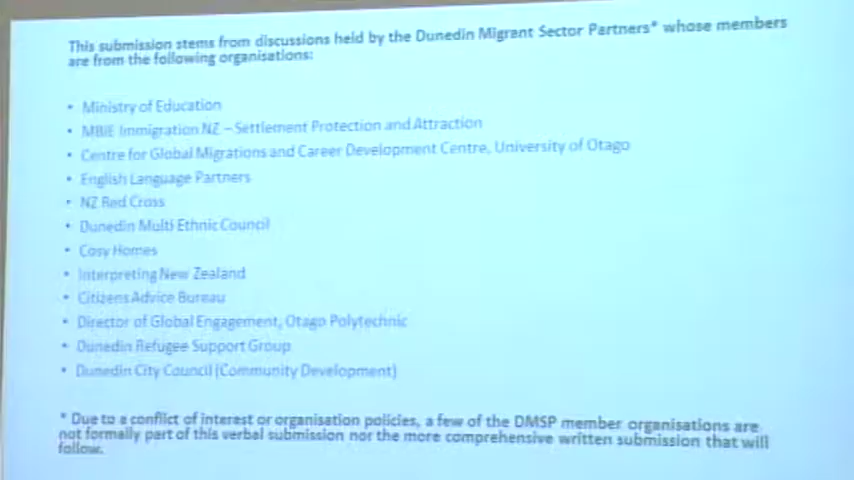 This submission stems from discussions held by the Dunedin Migrant Sector Partners* whose members
are from the following organisations:
• Ministry of Education
• MBIE Immigration NZ – Settlement Protection and Attraction
• Centre for Global Migrations and Career Development Centre, University of Otago
• English Language Partners
• NZ Red Cross
• Dunedin Multi Ethnic Council
• Cosy Homes
• Interpreting New Zealand
• Citizens Advice Bureau
• Director of Global Engagement, Otago Polytechnic
• Dunedin Refugee Support Group
• Dunedin City Council (Community Development)
* Due to a conflict of interest or organisation policies, a few of the DMSP member organisations are
not formally part of this verbal submission nor the more comprehensive written submission that will
follow.